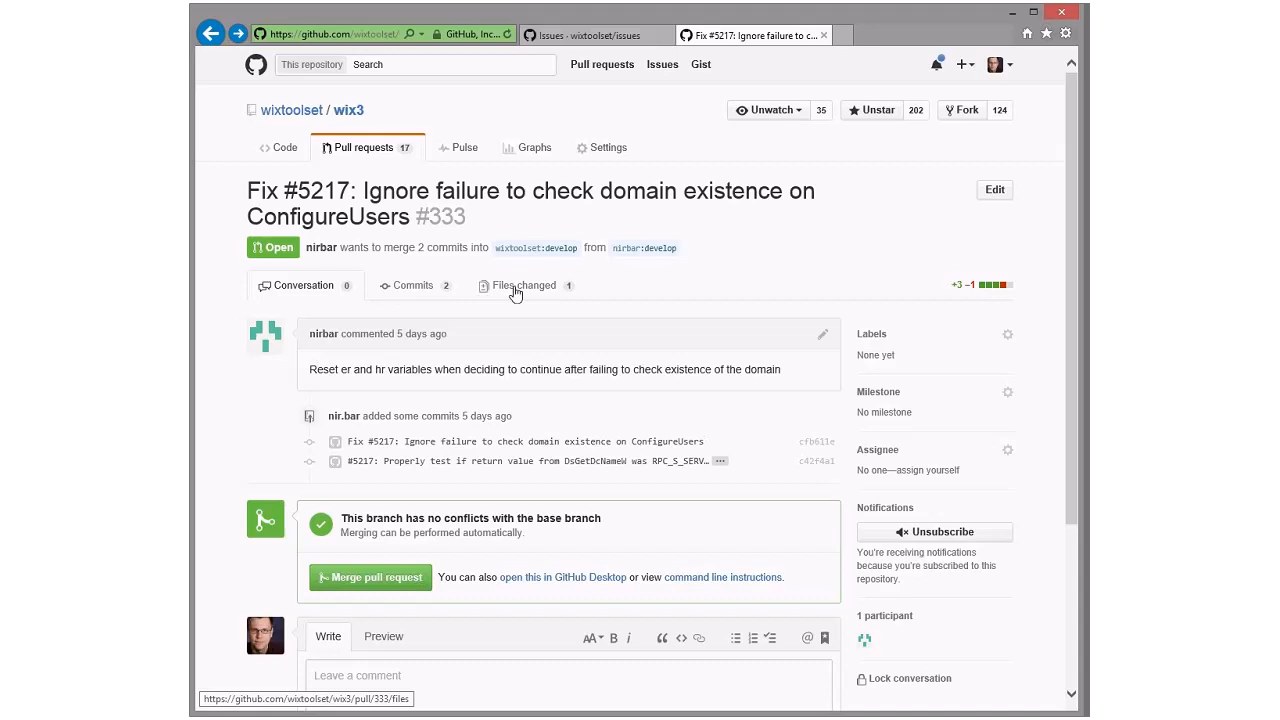 https://github.com/wixtoolset/
GitHub, Inc...
Issues - wixtoolset/issues
Fix #5217: Ignore failure to c...
This repository
Search
Pull requests
Issues
Gist
wixtoolset / wix3
Unwatch
35
Unstar
202
Fork
124
Code
Pull requests 17
Pulse
Graphs
Settings
Fix #5217: Ignore failure to check domain existence on
ConfigureUsers #333
Edit
Open
nirbar wants to merge 2 commits into wixtoolset:develop from nirbar:develop
Conversation 0
Commits 2
Files changed 1
+3 −1
nirbar commented 5 days ago
Reset er and hr variables when deciding to continue after failing to check existence of the domain
nir.bar added some commits 5 days ago
Fix #5217: Ignore failure to check domain existence on ConfigureUsers
cfb611e
#5217: Properly test if return value from DsGetDcNameW was RPC_S_SERV… ...
c42f4a1
This branch has no conflicts with the base branch
Merging can be performed automatically.
Merge pull request
You can also open this in GitHub Desktop or view command line instructions.
Write
Preview
AA
B
i
@
Leave a comment
Labels
None yet
Milestone
No milestone
Assignee
No one—assign yourself
Notifications
Unsubscribe
You're receiving notifications
because you're subscribed to this
repository.
1 participant
Lock conversation
https://github.com/wixtoolset/wix3/pull/333/files